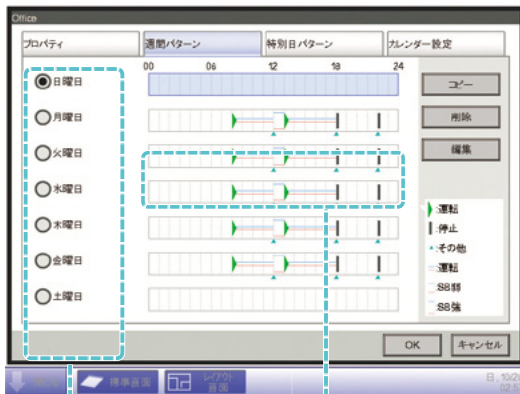 Office
プロパティ
週間パターン
特別日パターン
カレンダー設定
00 06 12 18 24
日曜日
月曜日
火曜日
水曜日
木曜日
金曜日
土曜日
コピー
削除
編集
:運転
:停止
:その他
:運転
:SB弱
:SB強
OK
キャンセル
標準画面
レイアウト
画面